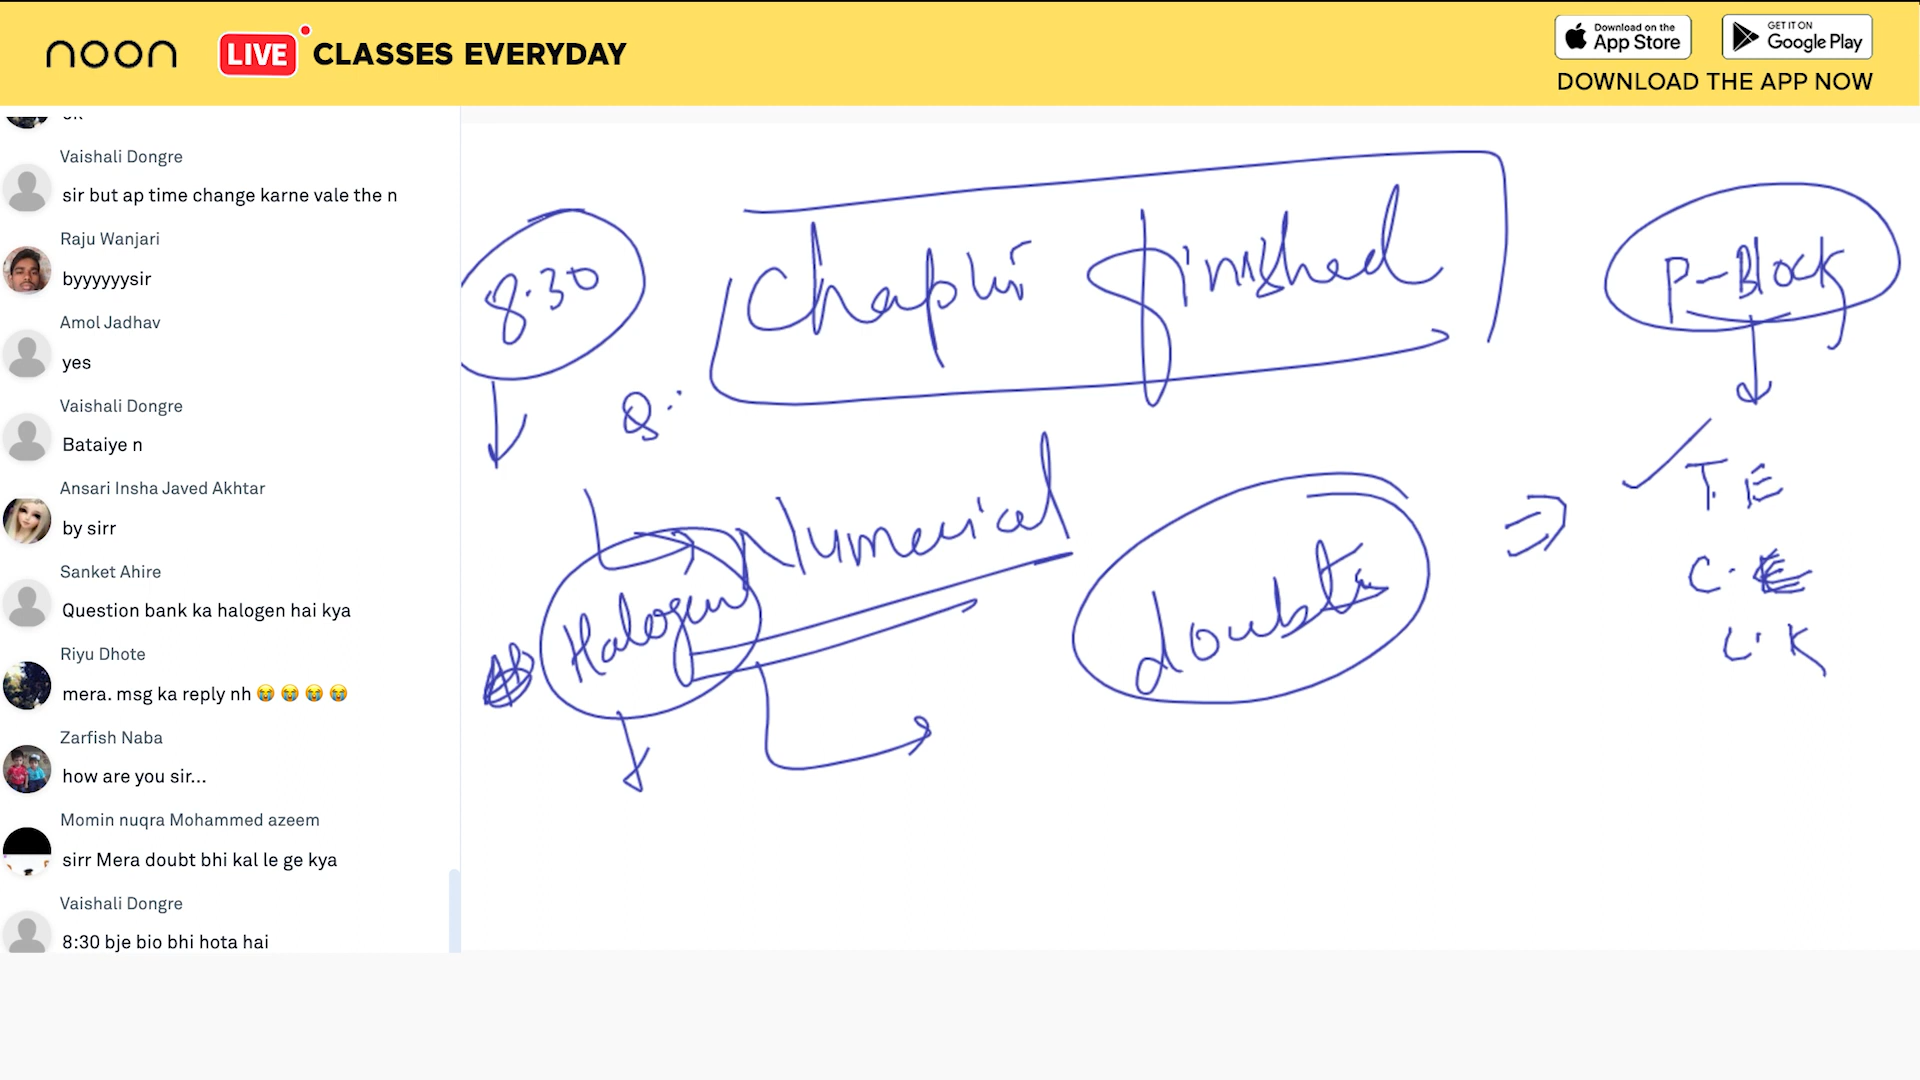 noon LIVE CLASSES EVERYDAY
Download on the App Store
GET IT ON Google Play
DOWNLOAD THE APP NOW
Vaishali Dongre
sir but ap time change karne vale the n
Raju Wanjari
byyyyyysir
Amol Jadhav
yes
Vaishali Dongre
Bataiye n
Ansari Insha Javed Akhtar
by sirr
Sanket Ahire
Question bank ka halogen hai kya
Riyu Dhote
mera. msg ka reply nh 😭 😭 😭 😭
Zarfish Naba
how are you sir...
Momin nuqra Mohammed azeem
sirr Mera doubt bhi kal le ge kya
Vaishali Dongre
8:30 bje bio bhi hota hai
8.30
Chapter finished
P-Block
Q.
Numerical
Halogen
doubts
T. E
C.
L. K